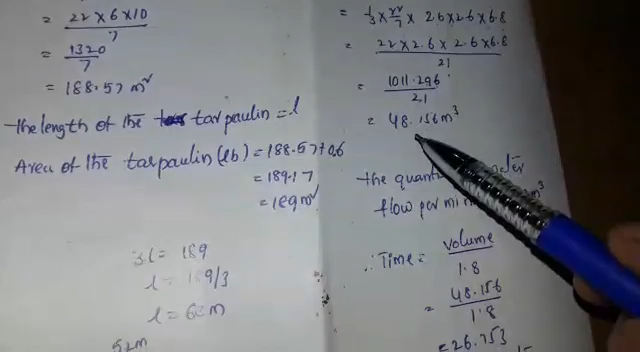 = 22 × 6 × 10 / 7
= 1320 / 7
= 188.57 m²
The length of the tarpaulin = l
Area of the tarpaulin (lb) = 188.57 + 0.6
= 189.17
= 189 m²
3l = 189
l = 189/3
l = 62m
= 1/3 × 22/7 × 2.6 × 2.6 × 6.8
= 22 × 2.6 × 2.6 × 6.8 / 21
= 1011.296 / 21
= 48.156 m³
The
flow per
∴ Time = Volume / 1.8
= 48.156 / 1.8
= 26.753